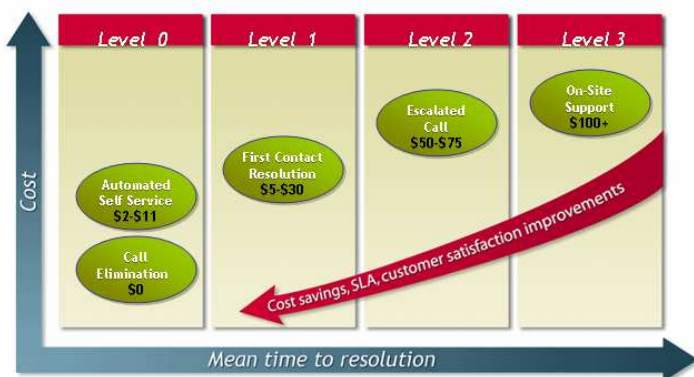 Level 0
Level 1
Level 2
Level 3
Cost
Automated
Self Service
$2-$11
Call
Elimination
$0
First Contact
Resolution
$5-$30
Escalated
Call
$50-$75
On-Site
Support
$100+
Cost savings, SLA, customer satisfaction improvements
Mean time to resolution